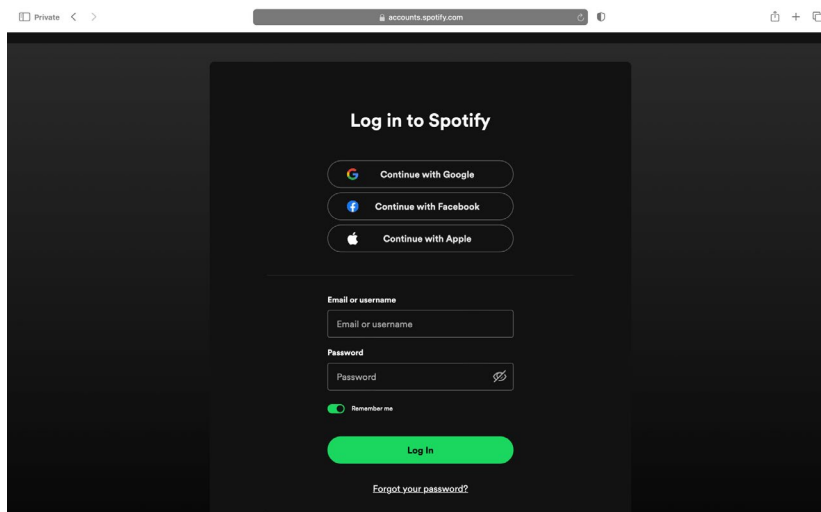 Private
accounts.spotify.com
Log in to Spotify
Continue with Google
Continue with Facebook
Continue with Apple
Email or username
Email or username
Password
Password
Remember me
Log In
Forgot your password?